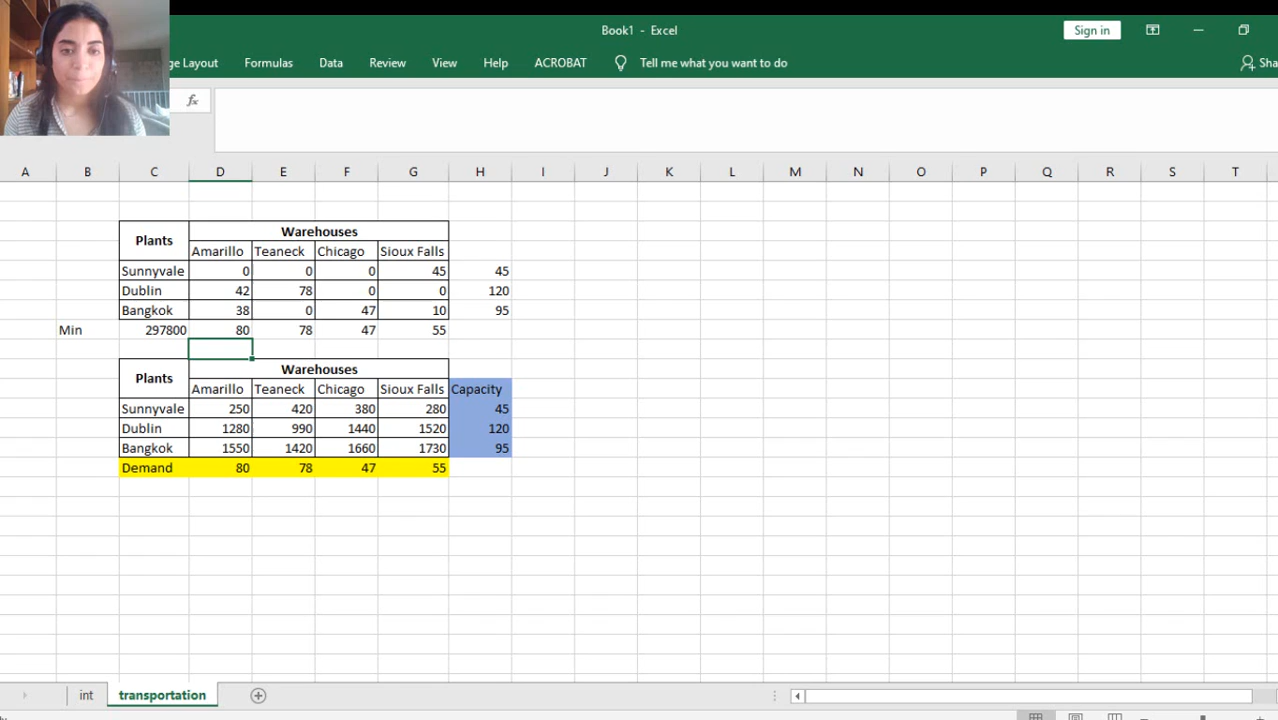 Book1 - Excel
Sign in
ge Layout Formulas Data Review View Help ACROBAT Tell me what you want to do Sha
fx
A B C D E F G H I J K L M N O P Q R S T
Plants Warehouses
Amarillo Teaneck Chicago Sioux Falls
Sunnyvale 0 0 0 45 45
Dublin 42 78 0 0 120
Bangkok 38 0 47 10 95
Min 297800 80 78 47 55
Plants Warehouses
Amarillo Teaneck Chicago Sioux Falls Capacity
Sunnyvale 250 420 380 280 45
Dublin 1280 990 1440 1520 120
Bangkok 1550 1420 1660 1730 95
Demand 80 78 47 55
int transportation